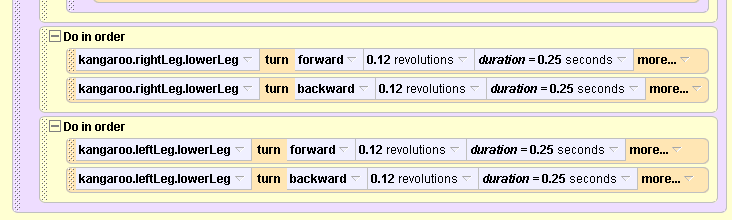 Do in order
kangaroo.rightLeg.lowerLeg turn forward 0.12 revolutions duration = 0.25 seconds more...
kangaroo.rightLeg.lowerLeg turn backward 0.12 revolutions duration = 0.25 seconds more...
Do in order
kangaroo.leftLeg.lowerLeg turn forward 0.12 revolutions duration = 0.25 seconds more...
kangaroo.leftLeg.lowerLeg turn backward 0.12 revolutions duration = 0.25 seconds more...